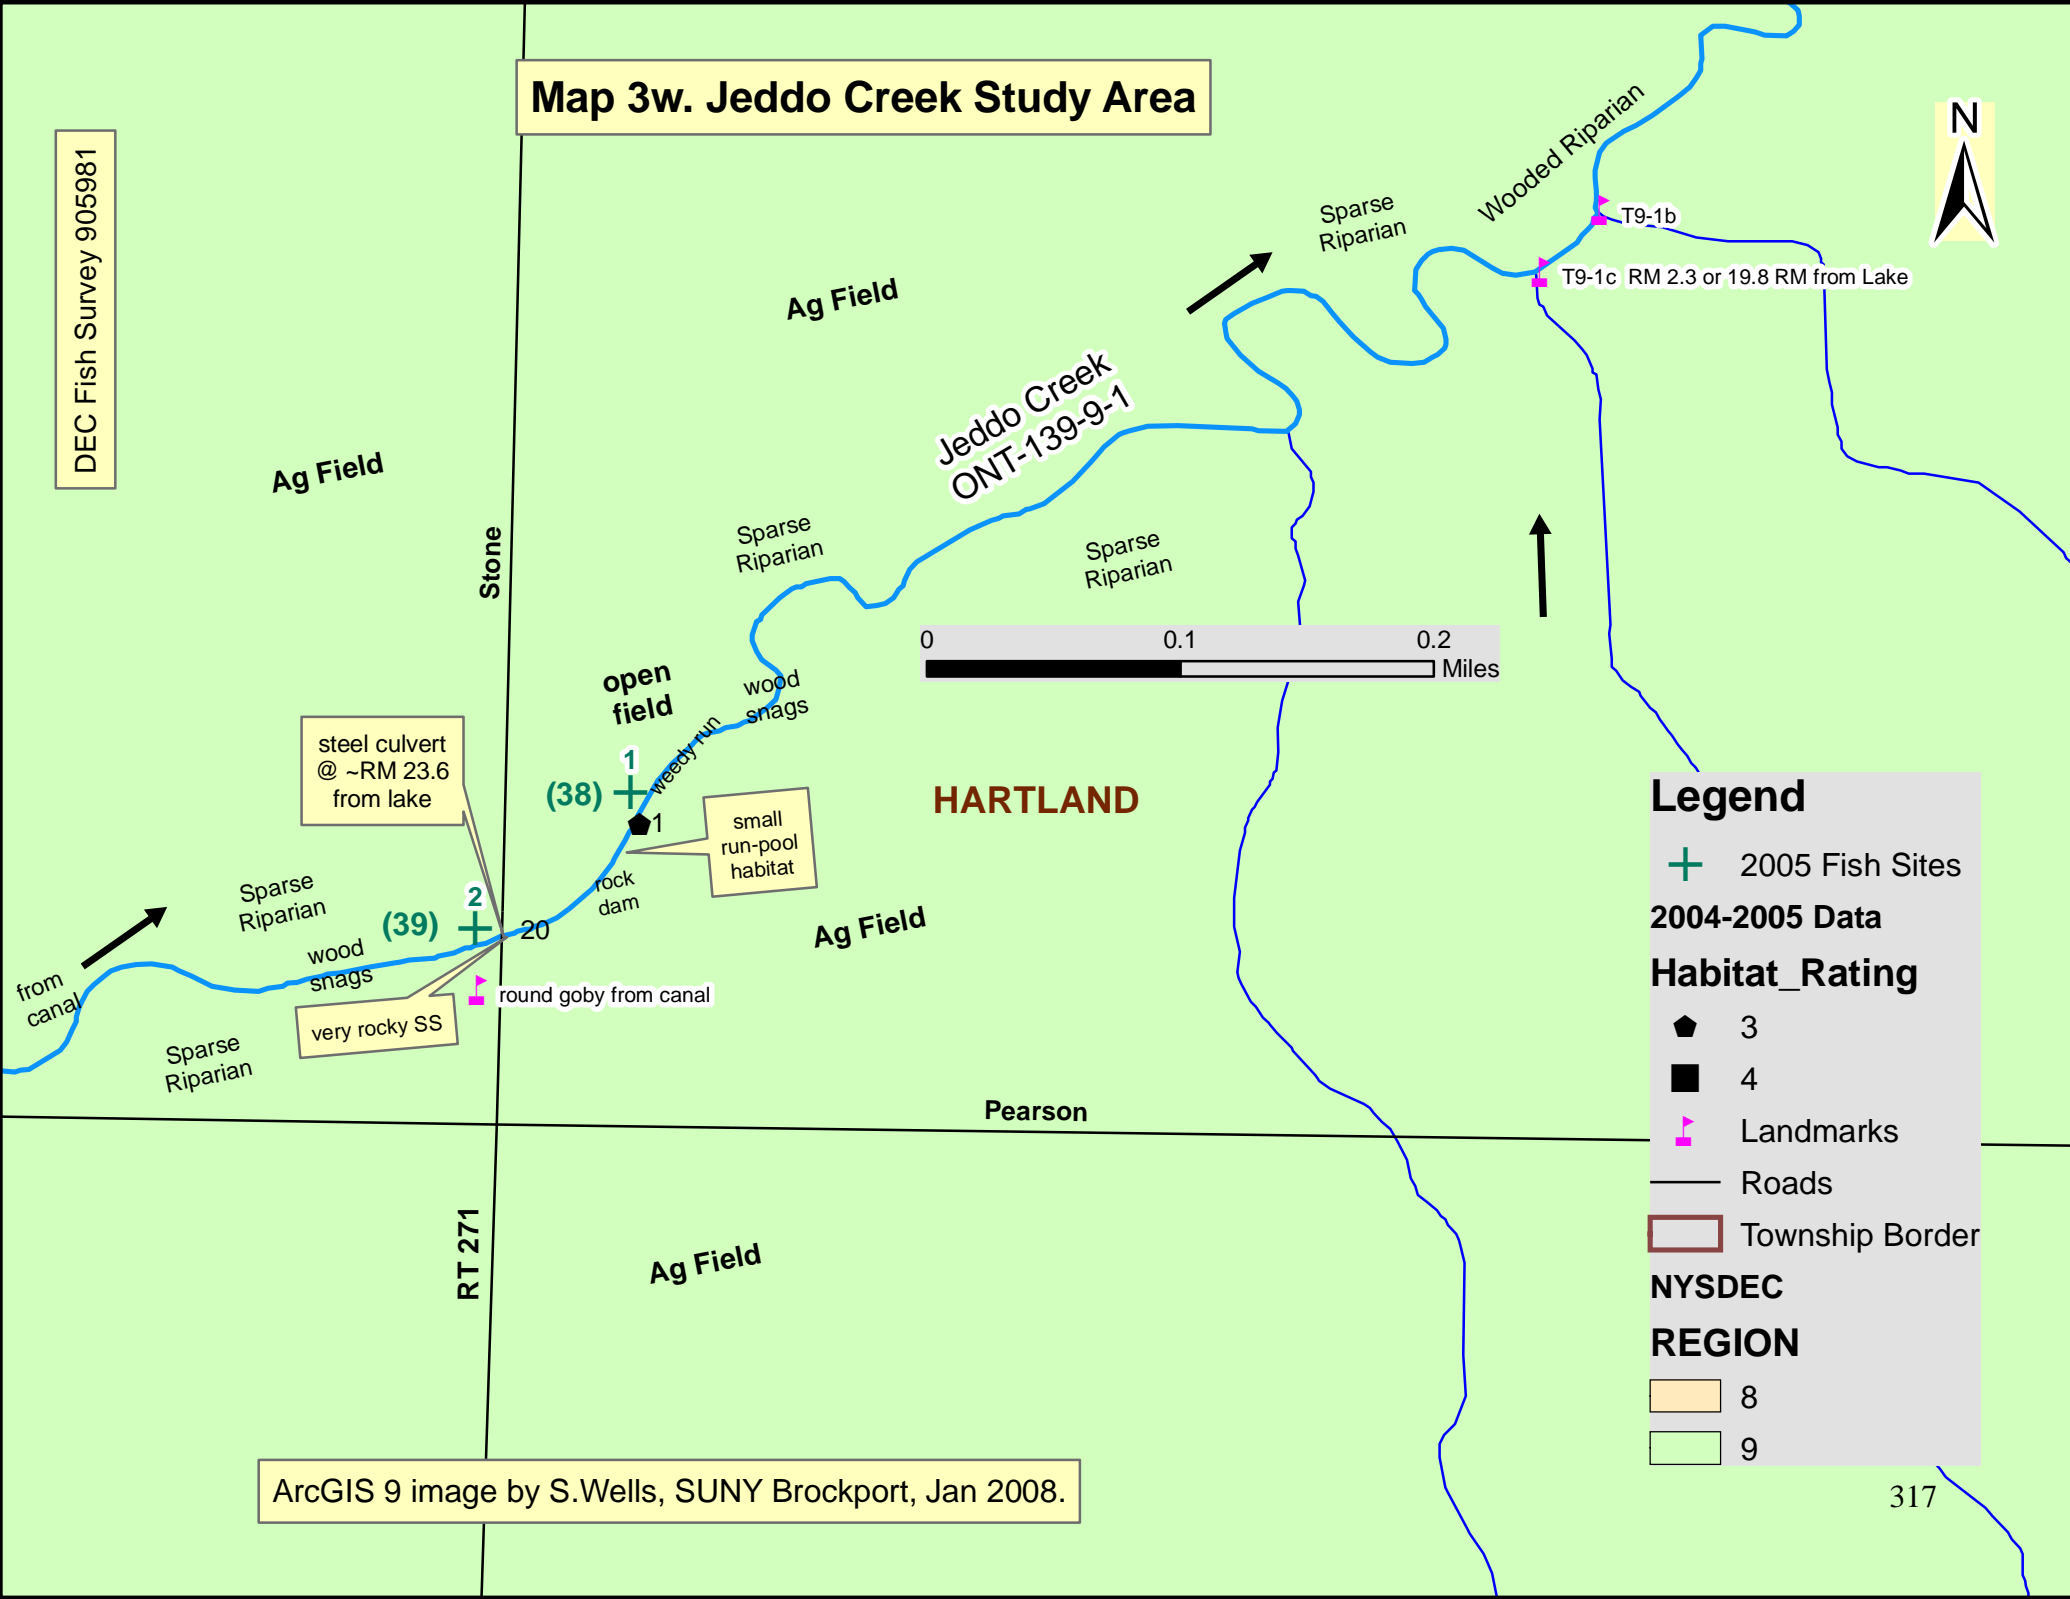 Map 3w. Jeddo Creek Study Area
DEC Fish Survey 905981
N
Wooded Riparian
Sparse
Riparian
T9-1b
T9-1c RM 2.3 or 19.8 RM from Lake
Ag Field
Jeddo Creek
ONT-139-9-1
Ag Field
Stone
Sparse
Riparian
Sparse
Riparian
0 0.1 0.2
Miles
open
field
wood
snags
weedy run
steel culvert
@ ~RM 23.6
from lake
1
(38)
1
small
run-pool
habitat
HARTLAND
rock
dam
Sparse
Riparian
2
(39)
20
Ag Field
wood
snags
from
canal
round goby from canal
very rocky SS
Sparse
Riparian
Pearson
RT 271
Ag Field
Legend
2005 Fish Sites
2004-2005 Data
Habitat_Rating
3
4
Landmarks
Roads
Township Border
NYSDEC
REGION
8
9
ArcGIS 9 image by S.Wells, SUNY Brockport, Jan 2008.
317